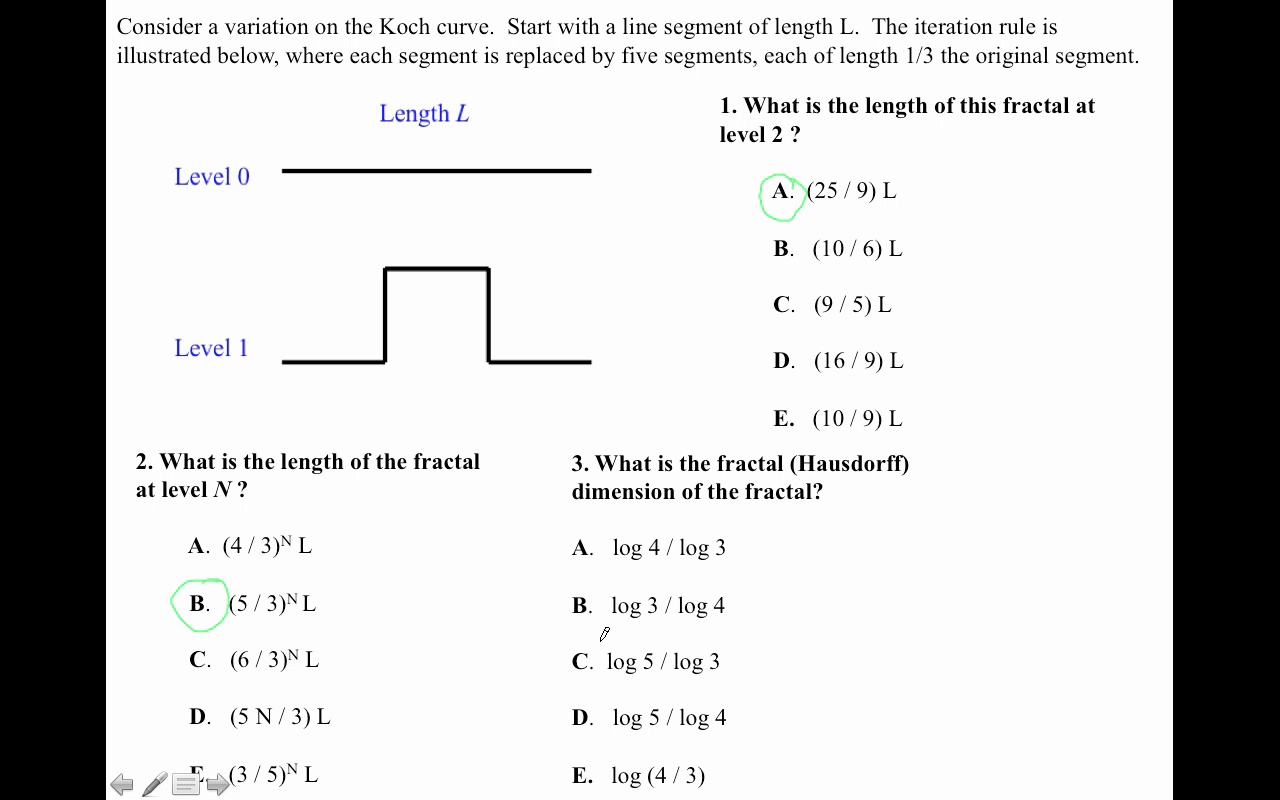 Consider a variation on the Koch curve.  Start with a line segment of length L.  The iteration rule is
illustrated below, where each segment is replaced by five segments, each of length 1/3 the original segment.
Length L
Level 0
Level 1
1. What is the length of this fractal at
level 2 ?
A. (25 / 9) L
B. (10 / 6) L
C. (9 / 5) L
D. (16 / 9) L
E. (10 / 9) L
2. What is the length of the fractal
at level N ?
A. (4 / 3)ᴺ L
B. (5 / 3)ᴺ L
C. (6 / 3)ᴺ L
D. (5 N / 3) L
E. (3 / 5)ᴺ L
3. What is the fractal (Hausdorff)
dimension of the fractal?
A. log 4 / log 3
B. log 3 / log 4
C. log 5 / log 3
D. log 5 / log 4
E. log (4 / 3)